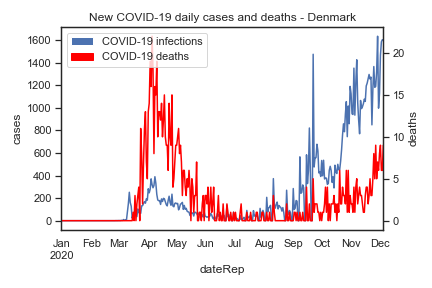 New COVID-19 daily cases and deaths - Denmark
COVID-19 infections
COVID-19 deaths
1600
1400
1200
1000
800
600
400
200
0
cases
20
15
10
5
0
deaths
Jan Feb Mar Apr May Jun Jul Aug Sep Oct Nov Dec
2020
dateRep